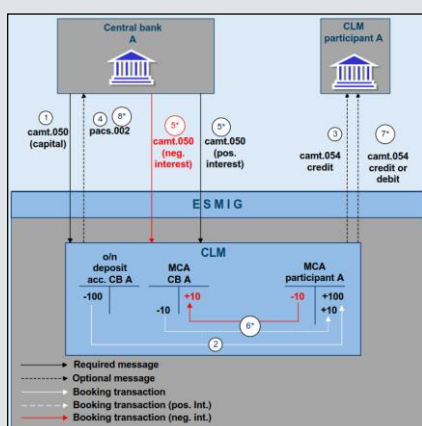 Central bank
A
CLM
participant A
1
camt.050
(capital)
4
8*
pacs.002
5*
camt.050
(neg.
interest)
5*
camt.050
(pos.
interest)
3
camt.054
credit
7*
camt.054
credit or
debit
ESMIG
CLM
o/n
deposit
acc. CB A
MCA
CB A
MCA
participant A
-100
+10
-10
-10
+100
+10
6*
2
Required message
Optional message
Booking transaction
Booking transaction (pos. Int.)
Booking transaction (neg. int.)